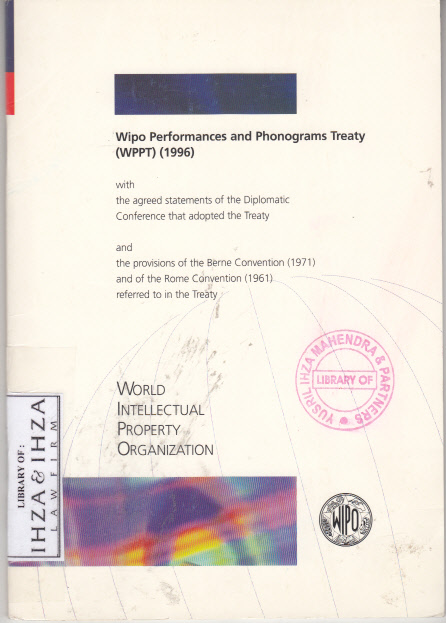 Wipo Performances and Phonograms Treaty
(WPPT) (1996)
with
the agreed statements of the Diplomatic
Conference that adopted the Treaty
and
the provisions of the Berne Convention (1971)
and of the Rome Convention (1961)
referred to in the Treaty
YUSRIL IHZA MAHENDRA & PARTNERS
LIBRARY OF
WORLD
INTELLECTUAL
PROPERTY
ORGANIZATION
LIBRARY OF :
IHZA & IHZA
LAW FIRM
WIPO